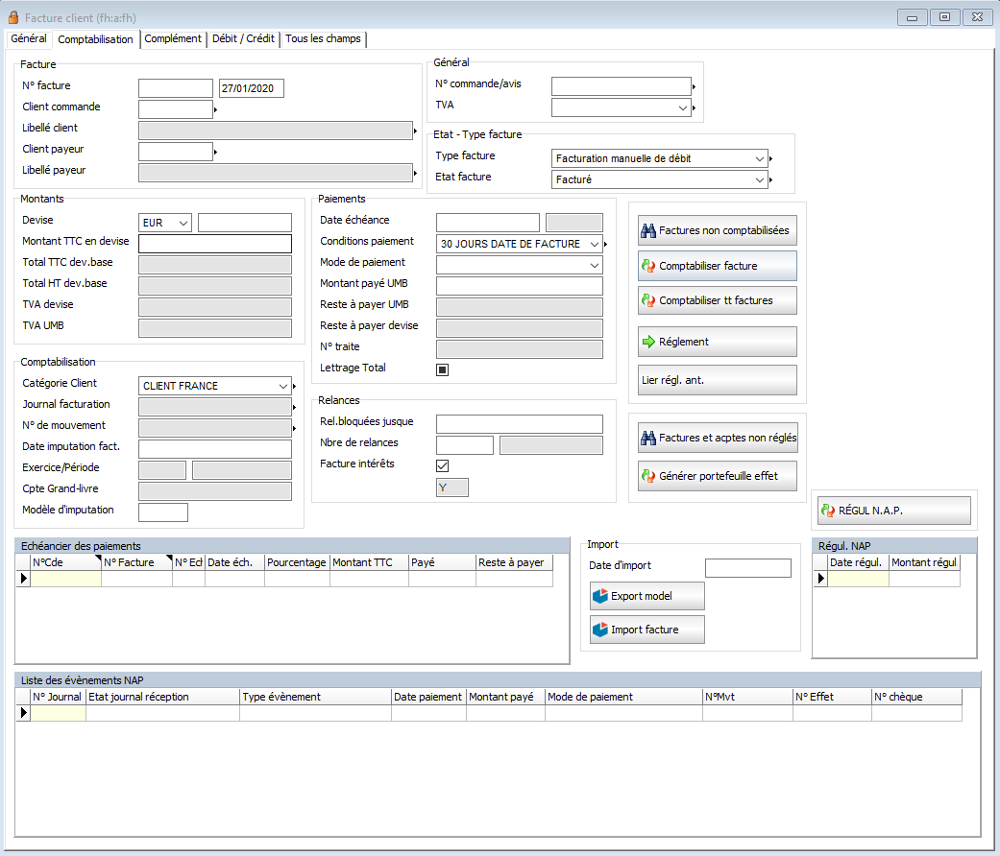 Facture client (fh:a:fh)
Général Comptabilisation Complément Débit / Crédit Tous les champs
Facture
N° facture 27/01/2020
Client commande
Libellé client
Client payeur
Libellé payeur
Général
N° commande/avis
TVA
Etat - Type facture
Type facture Facturation manuelle de débit
Etat facture Facturé
Montants
Devise EUR
Montant TTC en devise
Total TTC dev.base
Total HT dev.base
TVA devise
TVA UMB
Paiements
Date échéance
Conditions paiement 30 JOURS DATE DE FACTURE
Mode de paiement
Montant payé UMB
Reste à payer UMB
Reste à payer devise
N° traite
Lettrage Total
Factures non comptabilisées
Comptabiliser facture
Comptabiliser tt factures
Réglement
Lier régl. ant.
Comptabilisation
Catégorie Client CLIENT FRANCE
Journal facturation
N° de mouvement
Date imputation fact.
Exercice/Période
Cpte Grand-livre
Modèle d'imputation
Relances
Rel.bloquées jusque
Nbre de relances
Facture intérêts
Y
Factures et acptes non réglés
Générer portefeuille effet
RÉGUL N.A.P.
Echéancier des paiements
N°Cde N° Facture N° Ech Date éch. Pourcentage Montant TTC Payé Reste à payer
Import
Date d'import
Export model
Import facture
Régul. NAP
Date régul. Montant régul
Liste des évènements NAP
N° Journal Etat journal réception Type évènement Date paiement Montant payé Mode de paiement N°Mvt N° Effet N° chèque